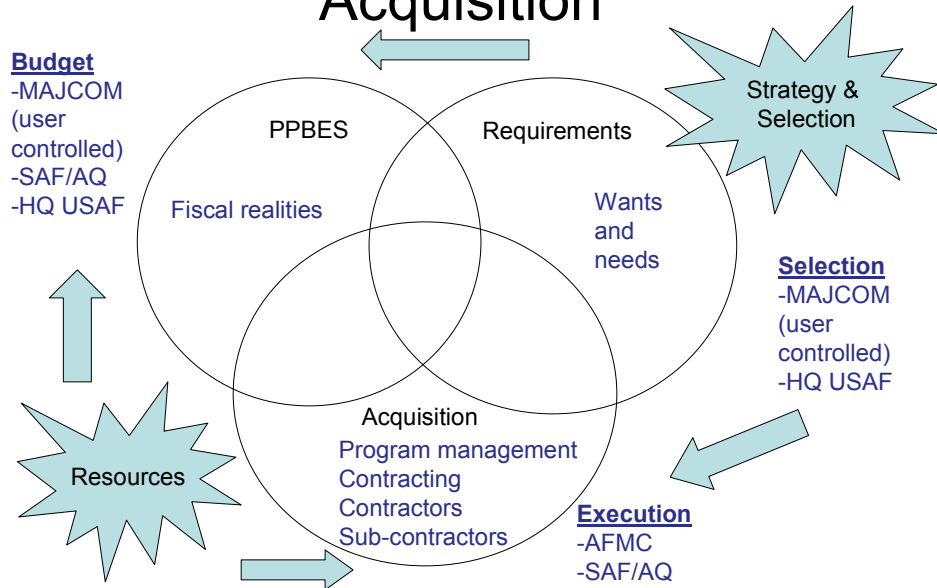 Acquisition
Budget
-MAJCOM
(user
controlled)
-SAF/AQ
-HQ USAF
PPBES
Fiscal realities
Requirements
Wants
and
needs
Strategy &
Selection
Selection
-MAJCOM
(user
controlled)
-HQ USAF
Resources
Acquisition
Program management
Contracting
Contractors
Sub-contractors
Execution
-AFMC
-SAF/AQ